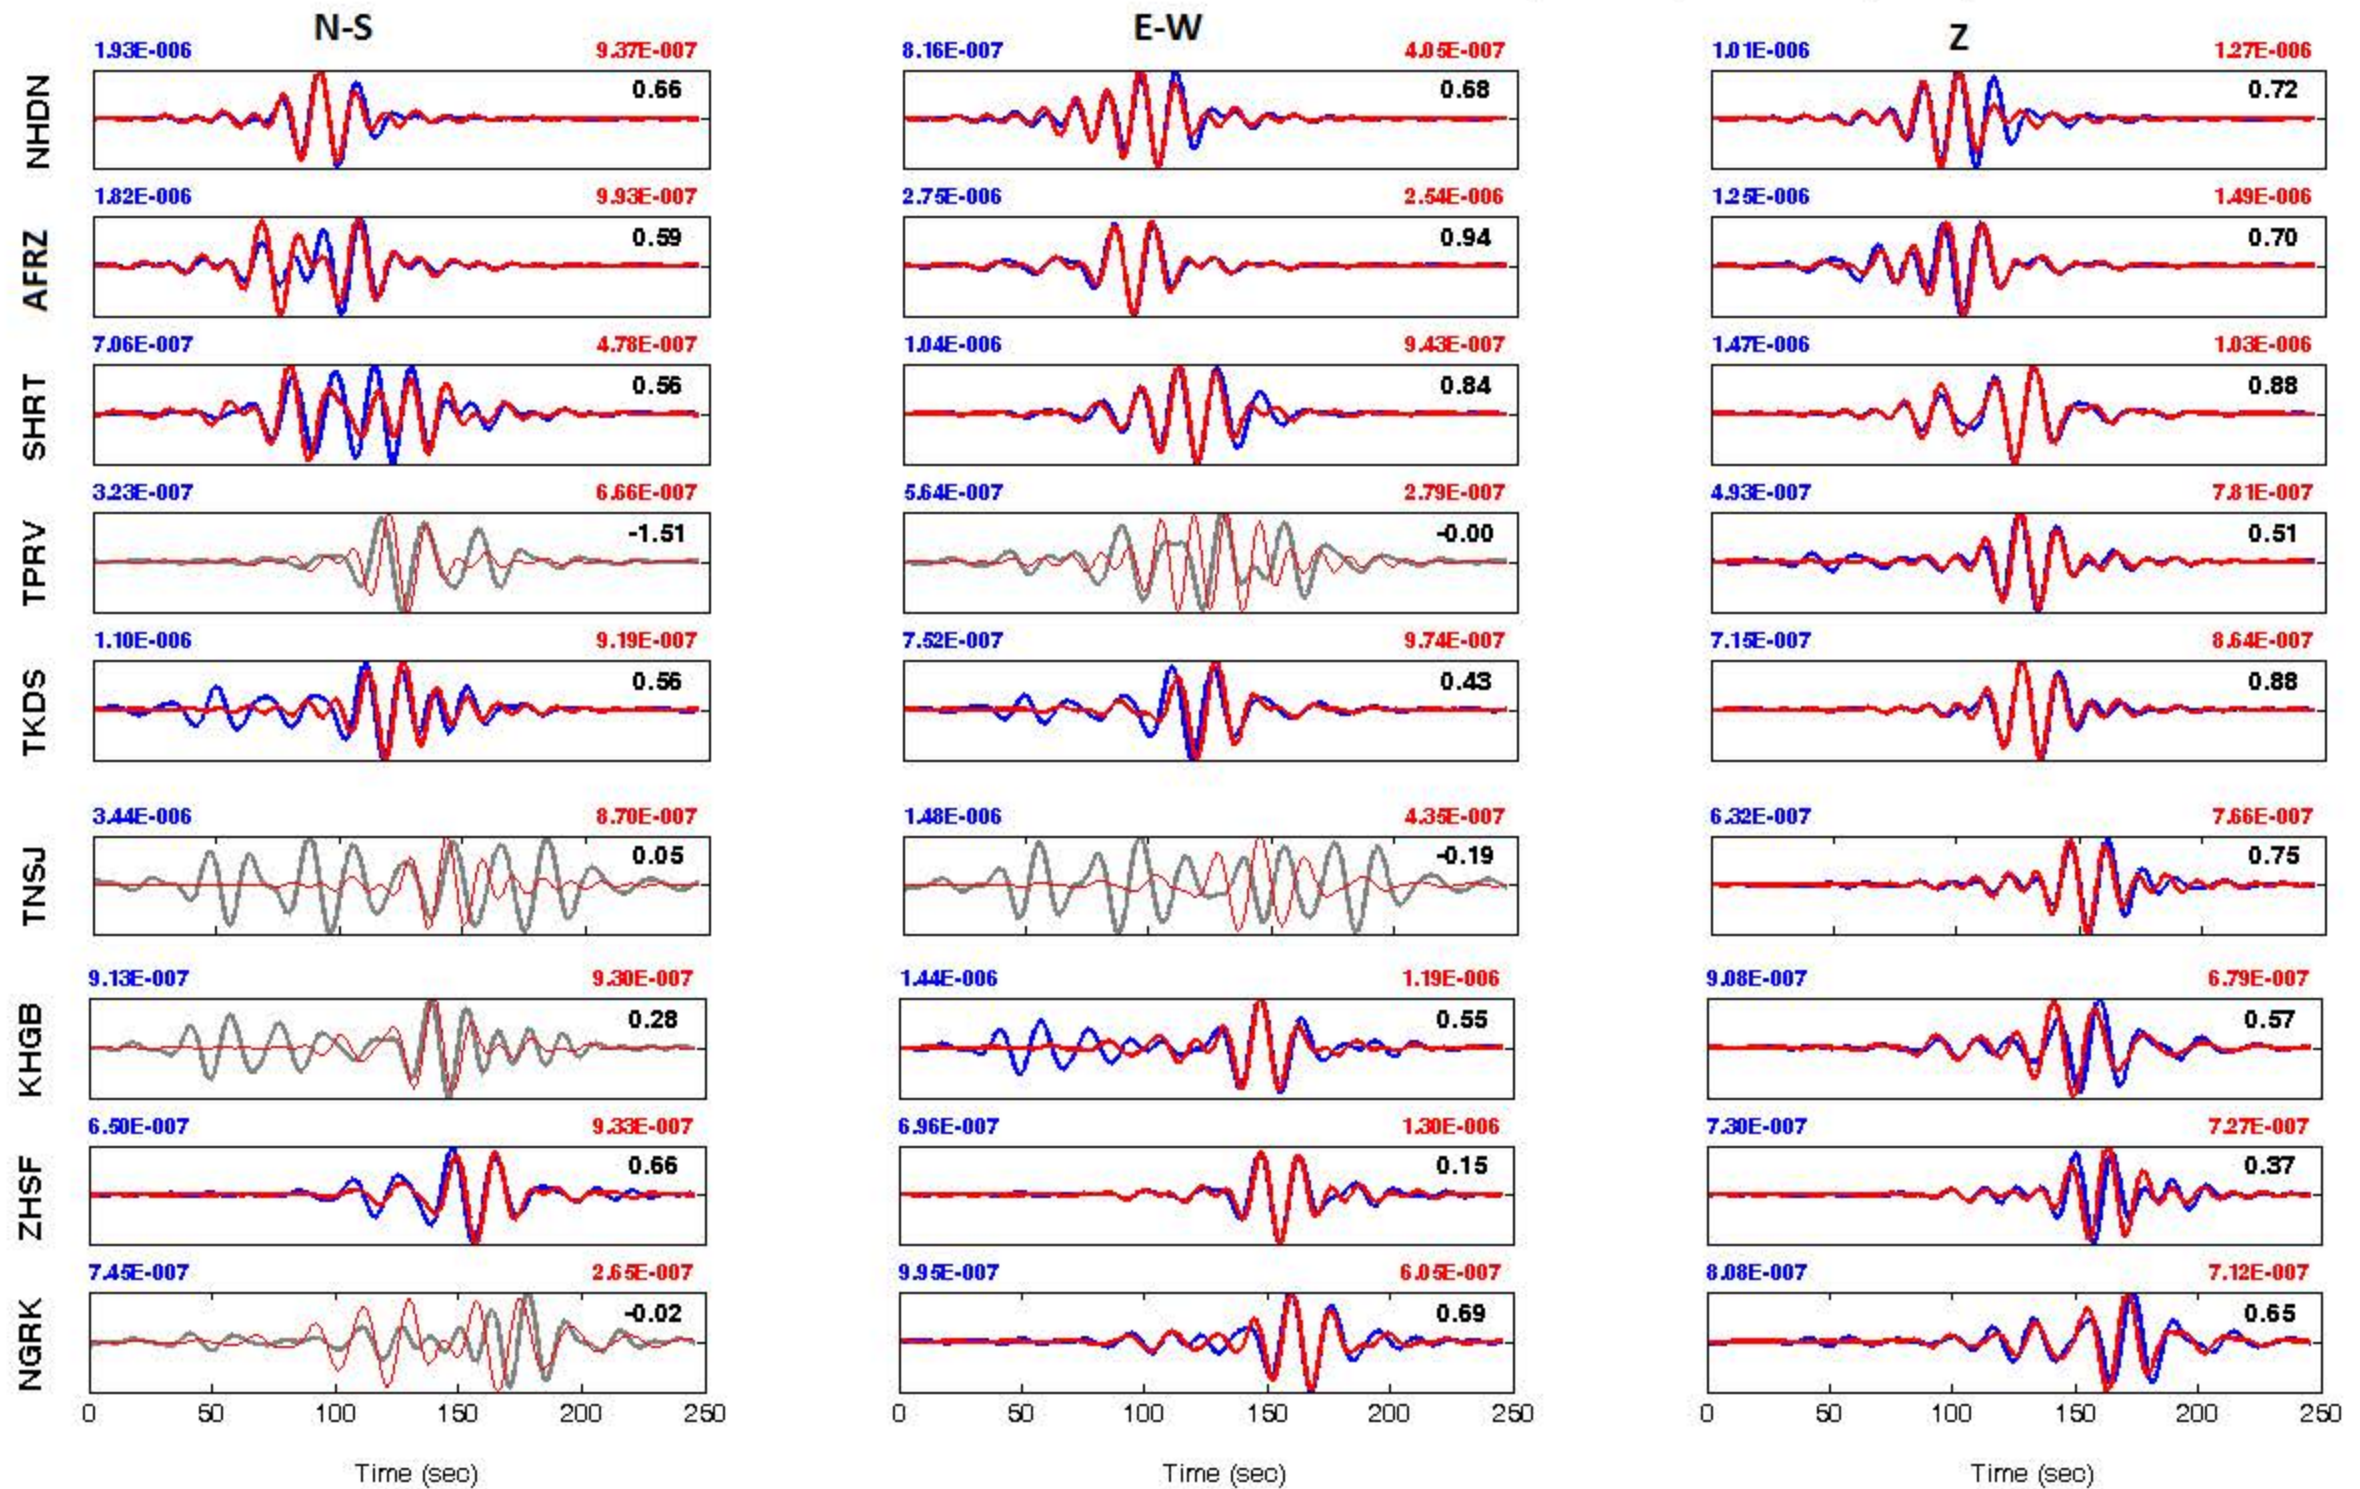 N-S E-W Z
1.93E-006 9.37E-007 8.16E-007 4.05E-007 1.01E-006 1.27E-006
NHDN 0.66 0.68 0.72
1.82E-006 9.93E-007 2.75E-006 2.54E-006 1.25E-006 1.49E-006
AFRZ 0.59 0.94 0.70
7.06E-007 4.78E-007 1.04E-006 9.43E-007 1.47E-006 1.03E-006
SHRT 0.56 0.84 0.88
3.23E-007 6.66E-007 5.64E-007 2.79E-007 4.93E-007 7.81E-007
TPRV -1.51 -0.00 0.51
1.10E-006 9.19E-007 7.52E-007 9.74E-007 7.15E-007 8.64E-007
TKDS 0.56 0.43 0.88
3.44E-006 8.70E-007 1.48E-006 4.35E-007 6.32E-007 7.66E-007
TNSJ 0.05 -0.19 0.75
9.13E-007 9.30E-007 1.44E-006 1.19E-006 9.08E-007 6.79E-007
KHGB 0.28 0.55 0.57
6.50E-007 9.33E-007 6.96E-007 1.30E-006 7.30E-007 7.27E-007
ZHSF 0.66 0.15 0.37
7.45E-007 2.65E-007 9.95E-007 6.05E-007 8.08E-007 7.12E-007
NGRK -0.02 0.69 0.65
0 50 100 150 200 250 0 50 100 150 200 250 0 50 100 150 200 250
Time (sec) Time (sec) Time (sec)